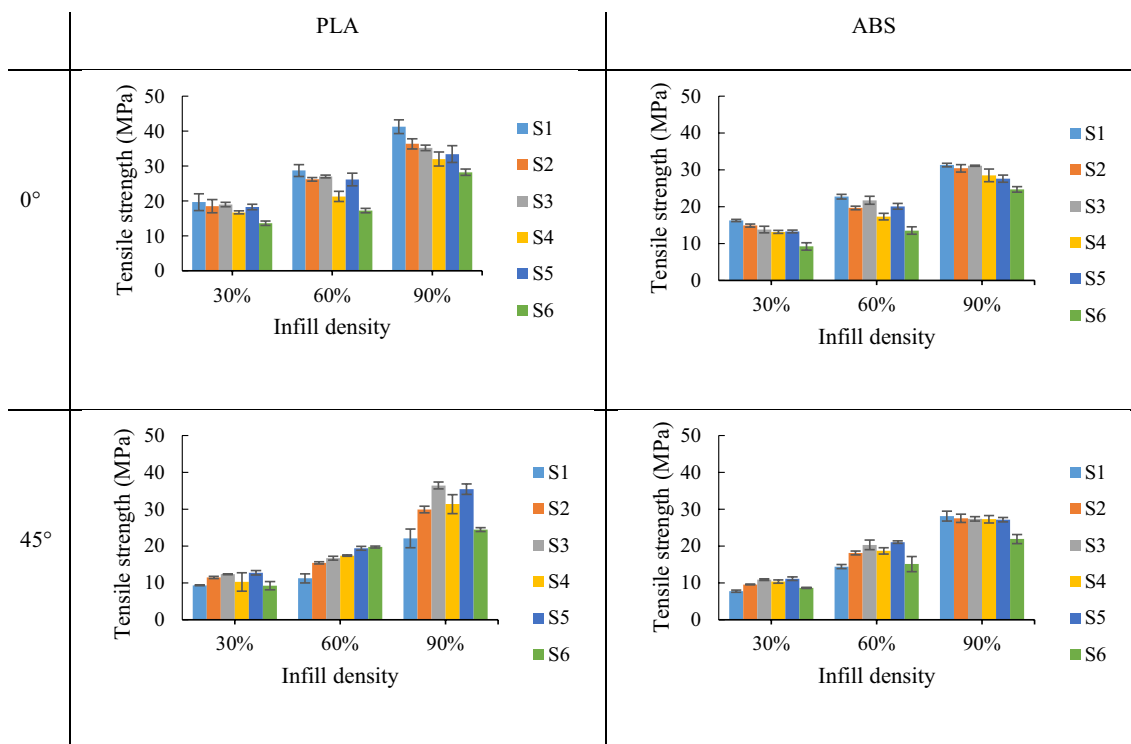 PLA
ABS
0°
Tensile strength (MPa)
50
40
30
20
10
0
30%
60%
90%
Infill density
S1
S2
S3
S4
S5
S6
Tensile strength (MPa)
50
40
30
20
10
0
30%
60%
90%
Infill density
S1
S2
S3
S4
S5
S6
45°
Tensile strength (MPa)
50
40
30
20
10
0
30%
60%
90%
Infill density
S1
S2
S3
S4
S5
S6
Tensile strength (MPa)
50
40
30
20
10
0
30%
60%
90%
Infill density
S1
S2
S3
S4
S5
S6